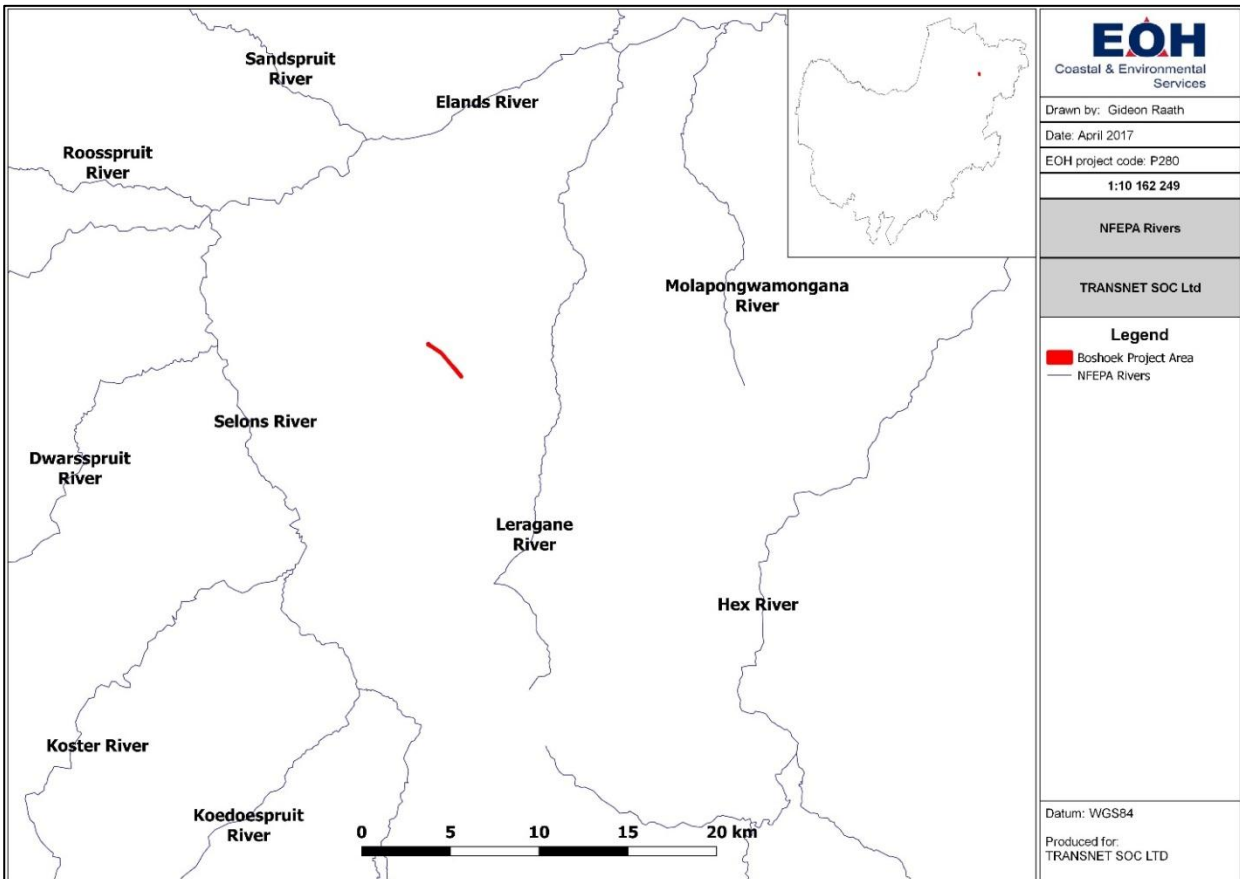 Sandspruit
River
Elands River
Roosspruit
River
Molapongwamongana
River
Selons River
Dwarsspruit
River
Leragane
River
Hex River
Koster River
Koedoespruit
River
0 5 10 15 20 km
EOH
Coastal & Environmental
Services
Drawn by: Gideon Raath
Date: April 2017
EOH project code: P280
1:10 162 249
NFEPA Rivers
TRANSNET SOC Ltd
Legend
Boshoek Project Area
NFEPA Rivers
Datum: WGS84
Produced for:
TRANSNET SOC LTD